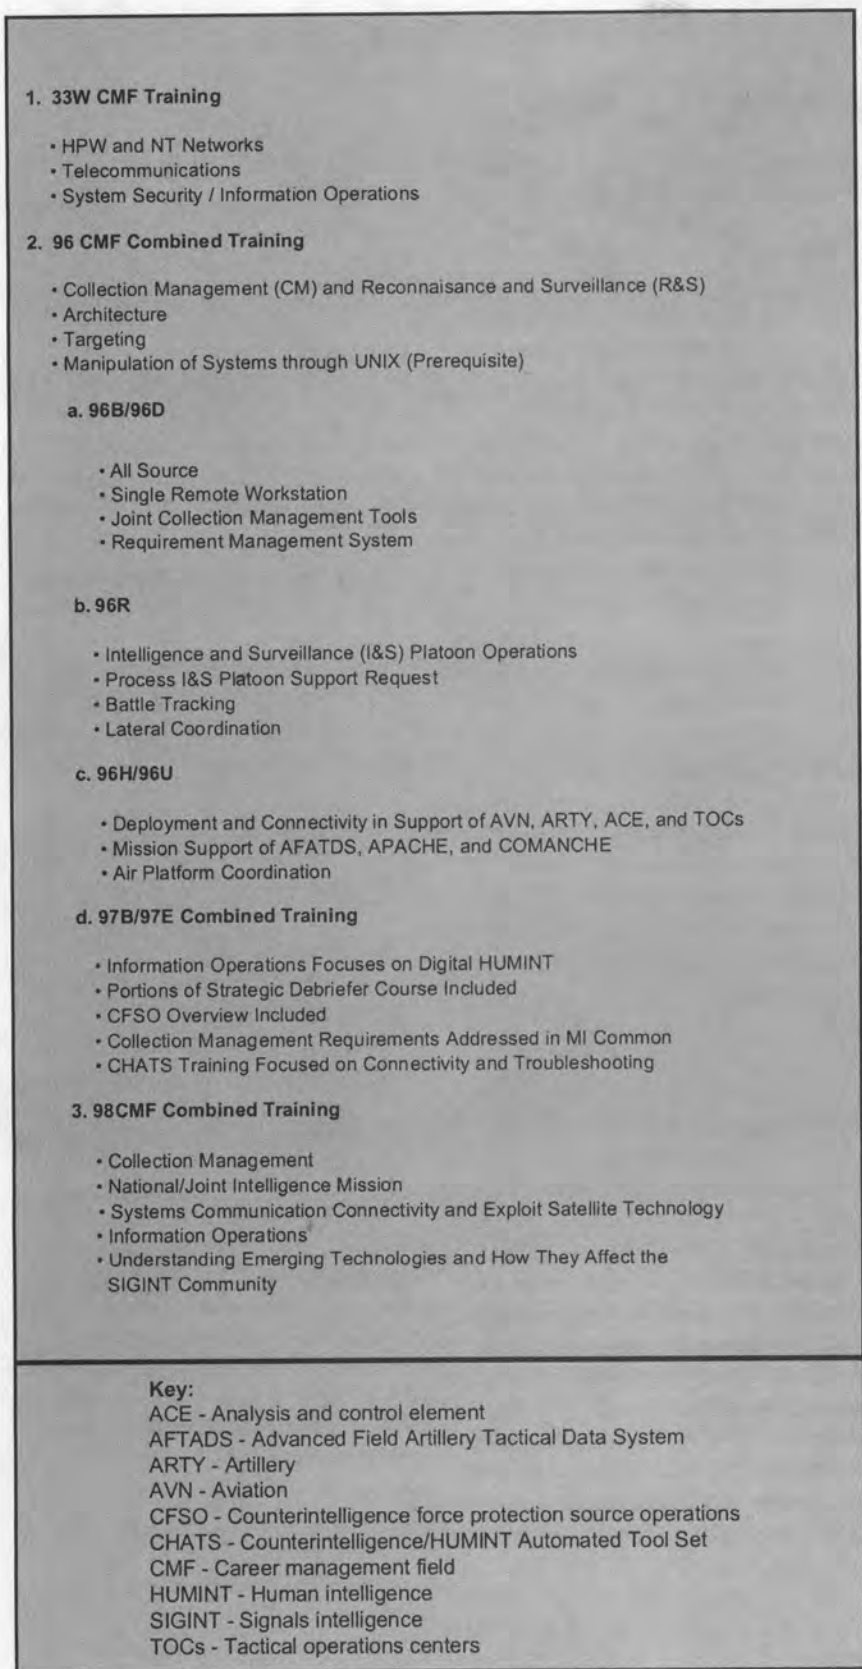 1. 33W CMF Training
• HPW and NT Networks
• Telecommunications
• System Security / Information Operations
2. 96 CMF Combined Training
• Collection Management (CM) and Reconnaisance and Surveillance (R&S)
• Architecture
• Targeting
• Manipulation of Systems through UNIX (Prerequisite)
a. 96B/96D
• All Source
• Single Remote Workstation
• Joint Collection Management Tools
• Requirement Management System
b. 96R
• Intelligence and Surveillance (I&S) Platoon Operations
• Process I&S Platoon Support Request
• Battle Tracking
• Lateral Coordination
c. 96H/96U
• Deployment and Connectivity in Support of AVN, ARTY, ACE, and TOCs
• Mission Support of AFATDS, APACHE, and COMANCHE
• Air Platform Coordination
d. 97B/97E Combined Training
• Information Operations Focuses on Digital HUMINT
• Portions of Strategic Debriefer Course Included
• CFSO Overview Included
• Collection Management Requirements Addressed in MI Common
• CHATS Training Focused on Connectivity and Troubleshooting
3. 98CMF Combined Training
• Collection Management
• National/Joint Intelligence Mission
• Systems Communication Connectivity and Exploit Satellite Technology
• Information Operations
• Understanding Emerging Technologies and How They Affect the
SIGINT Community
Key:
ACE - Analysis and control element
AFTADS - Advanced Field Artillery Tactical Data System
ARTY - Artillery
AVN - Aviation
CFSO - Counterintelligence force protection source operations
CHATS - Counterintelligence/HUMINT Automated Tool Set
CMF - Career management field
HUMINT - Human intelligence
SIGINT - Signals intelligence
TOCs - Tactical operations centers